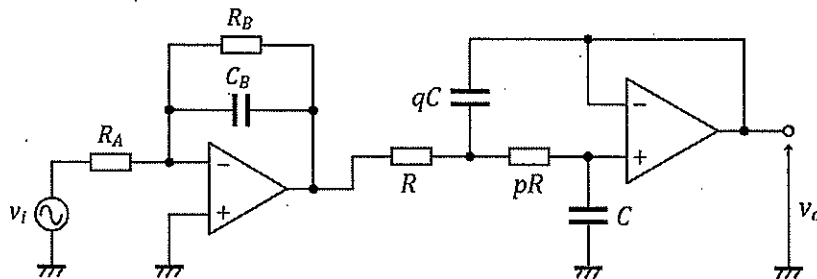 R_B
C_B
R_A
v_i
−
+
R
qC
pR
C
−
+
v_o